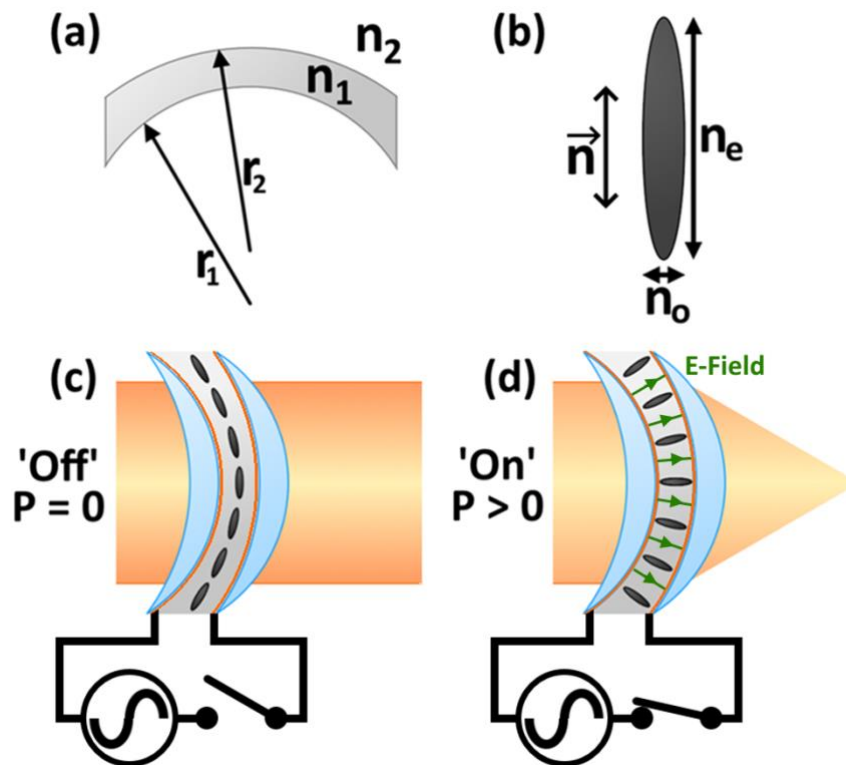 (a)
n₂
n₁
r₂
r₁
(b)
n⃗
nₑ
nₒ
(c)
'Off'
P = 0
(d)
E-Field
'On'
P > 0